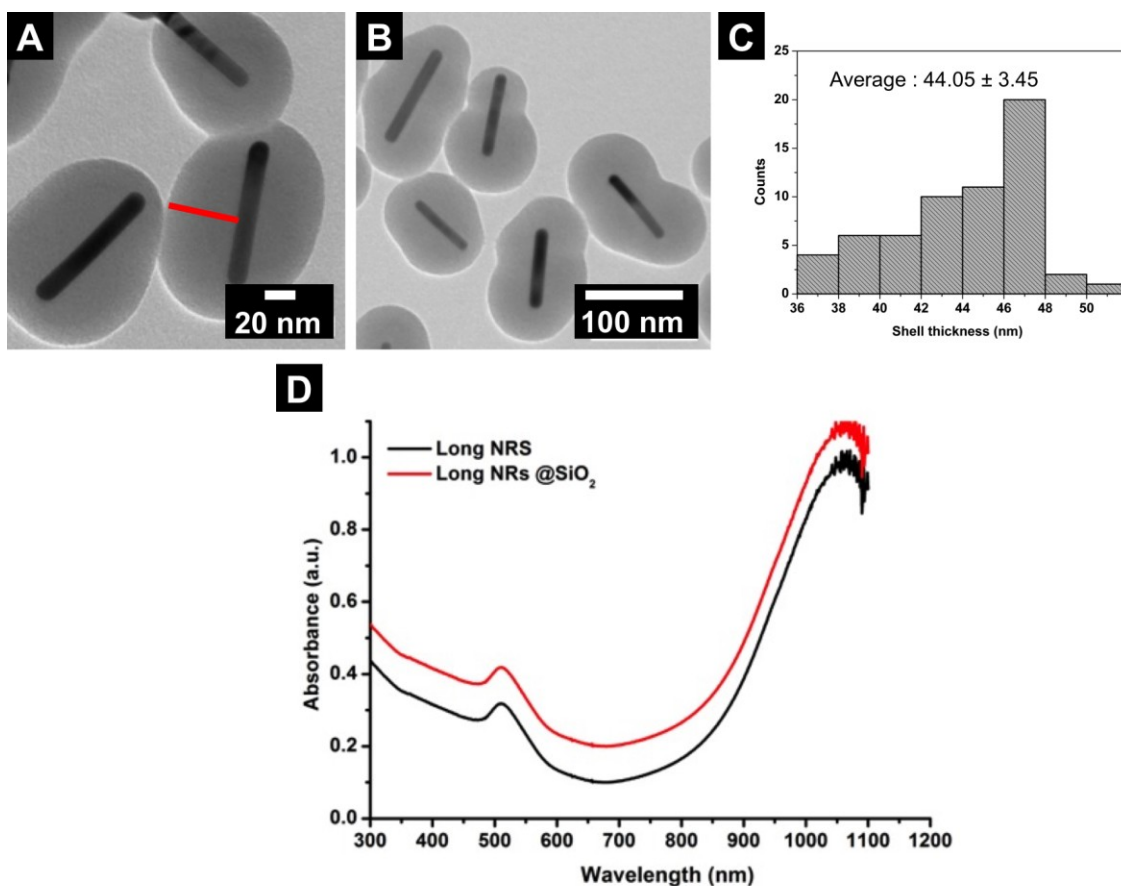 A
20 nm
B
100 nm
C
Average : 44.05 ± 3.45
25
20
15
10
5
0
Counts
36 38 40 42 44 46 48 50
Shell thickness (nm)
D
Long NRS
Long NRs @SiO₂
1.0
0.8
0.6
0.4
0.2
0.0
Absorbance (a.u.)
300 400 500 600 700 800 900 1000 1100 1200
Wavelength (nm)